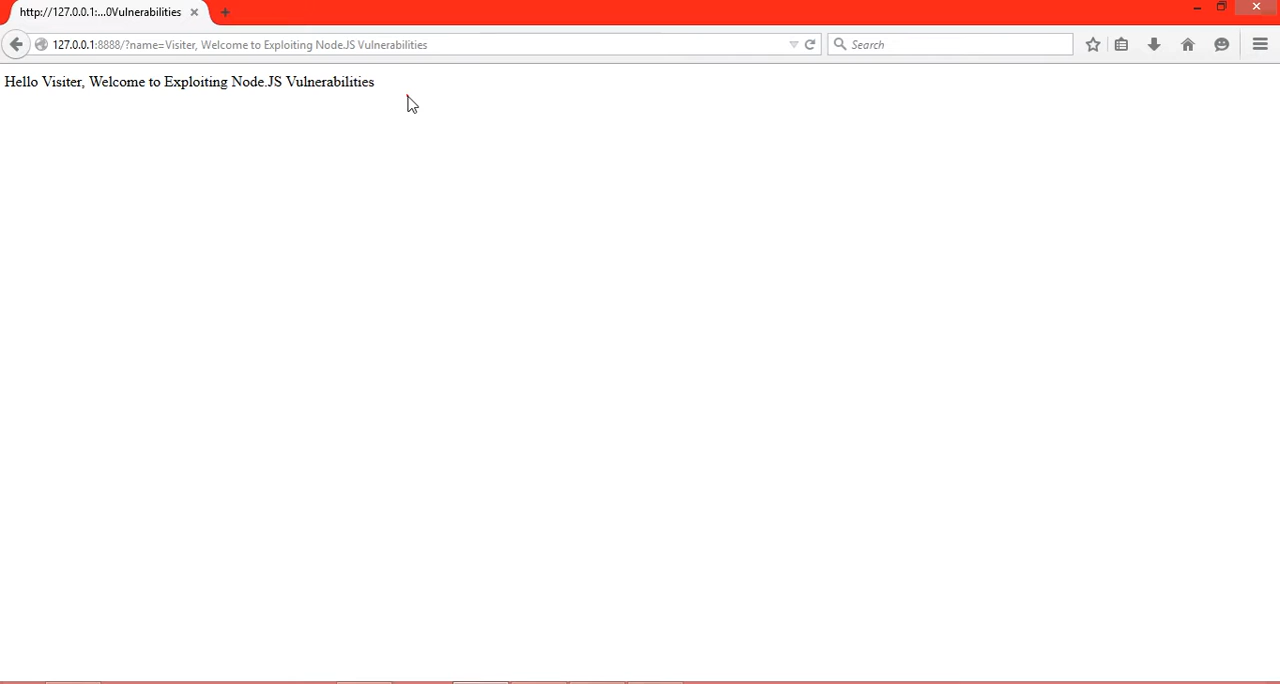 http://127.0.0.1:...0Vulnerabilities
127.0.0.1:8888/?name=Visiter, Welcome to Exploiting Node.JS Vulnerabilities
Search
Hello Visiter, Welcome to Exploiting Node.JS Vulnerabilities